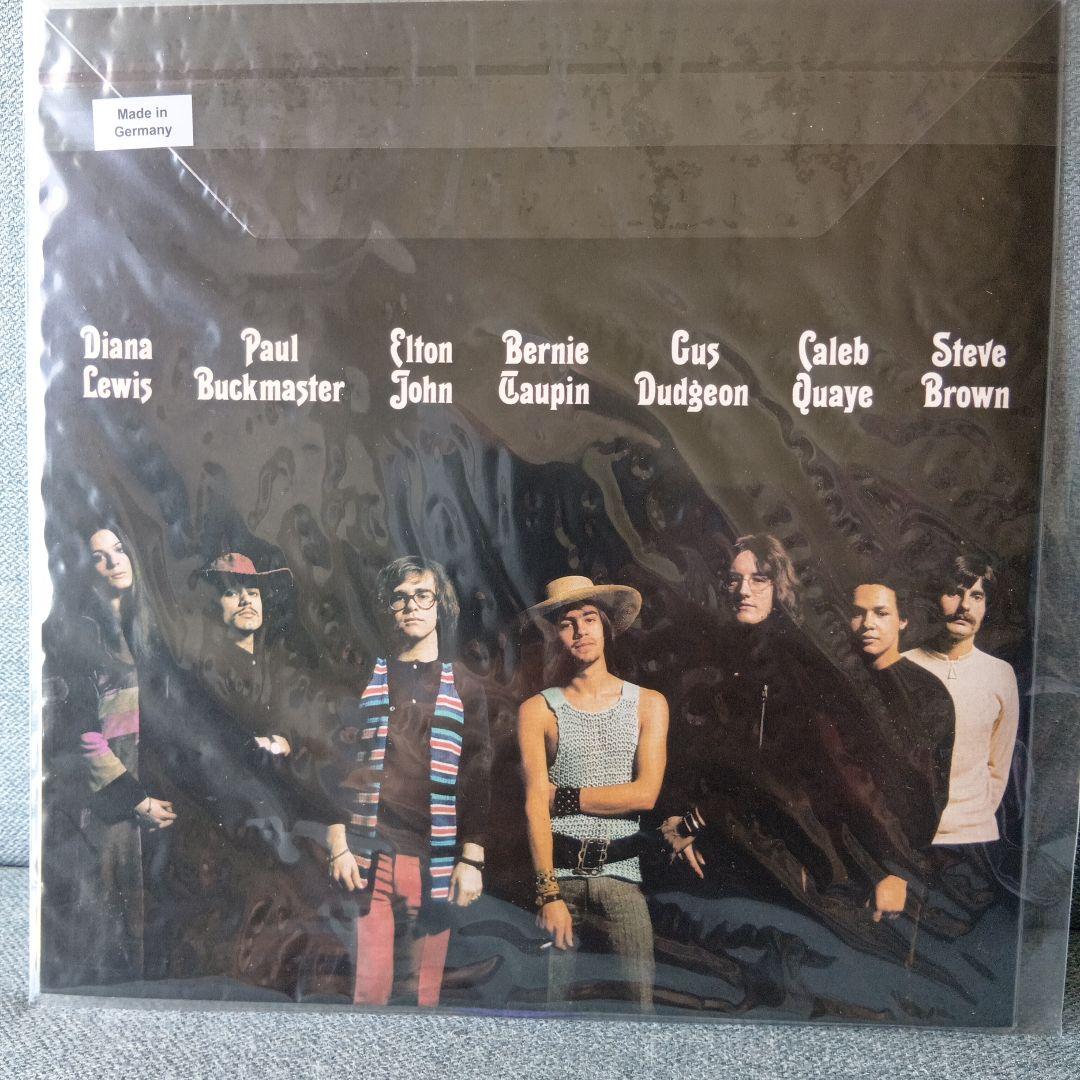 Made in
Germany
Diana
Lewis
Paul
Buckmaster
Elton
John
Bernie
Taupin
Gus
Dudgeon
Caleb
Quaye
Steve
Brown